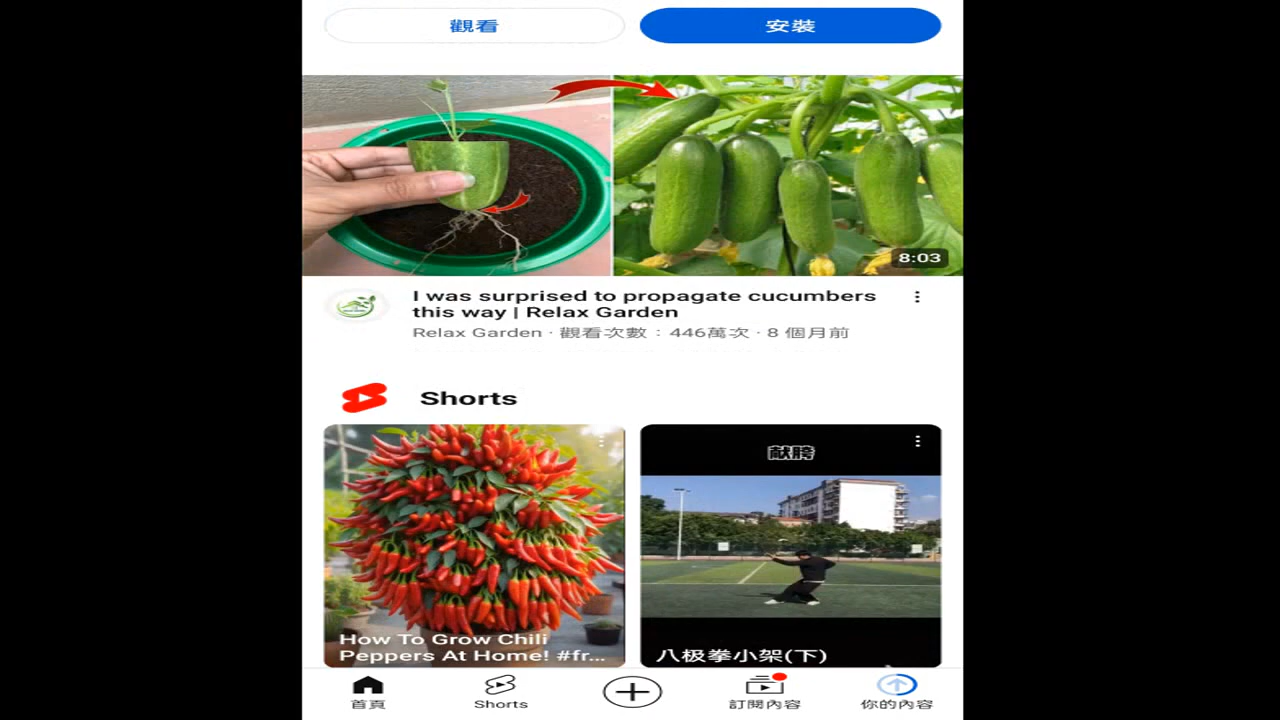 觀看
安裝
8:03
I was surprised to propagate cucumbers
this way | Relax Garden
Relax Garden · 觀看次數：446萬次 · 8 個月前
Shorts
献胯
How To Grow Chili
Peppers At Home! #fr...
八极拳小架(下)
首頁
Shorts
訂閱內容
你的內容